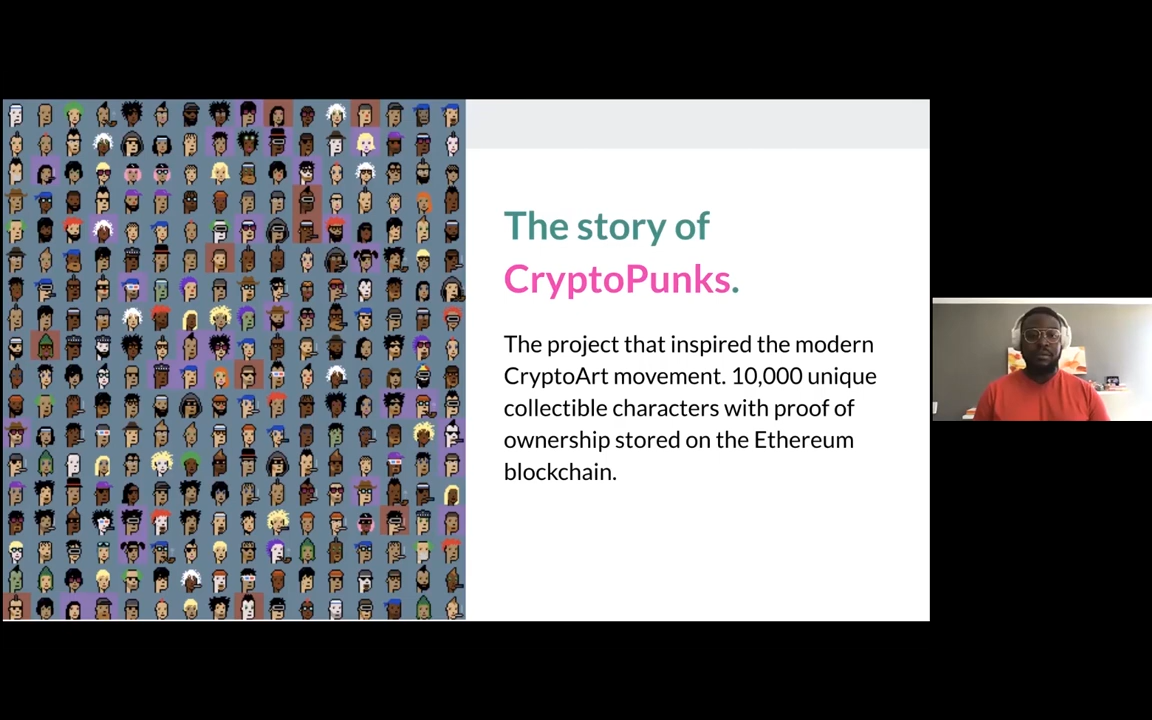 The story of
CryptoPunks.
The project that inspired the modern
CryptoArt movement. 10,000 unique
collectible characters with proof of
ownership stored on the Ethereum
blockchain.